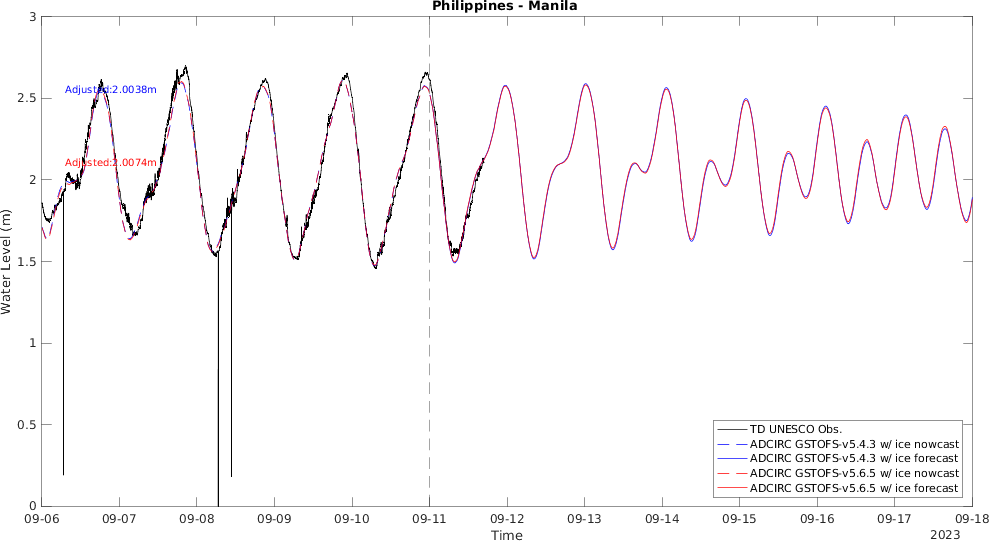 Philippines - Manila
3
2.5
2
1.5
1
0.5
0
Water Level (m)
Adjusted:2.0038m
Adjusted:2.0074m
TD UNESCO Obs.
ADCIRC GSTOFS-v5.4.3 w/ ice nowcast
ADCIRC GSTOFS-v5.4.3 w/ ice forecast
ADCIRC GSTOFS-v5.6.5 w/ ice nowcast
ADCIRC GSTOFS-v5.6.5 w/ ice forecast
09-06 09-07 09-08 09-09 09-10 09-11 09-12 09-13 09-14 09-15 09-16 09-17 09-18
Time
2023